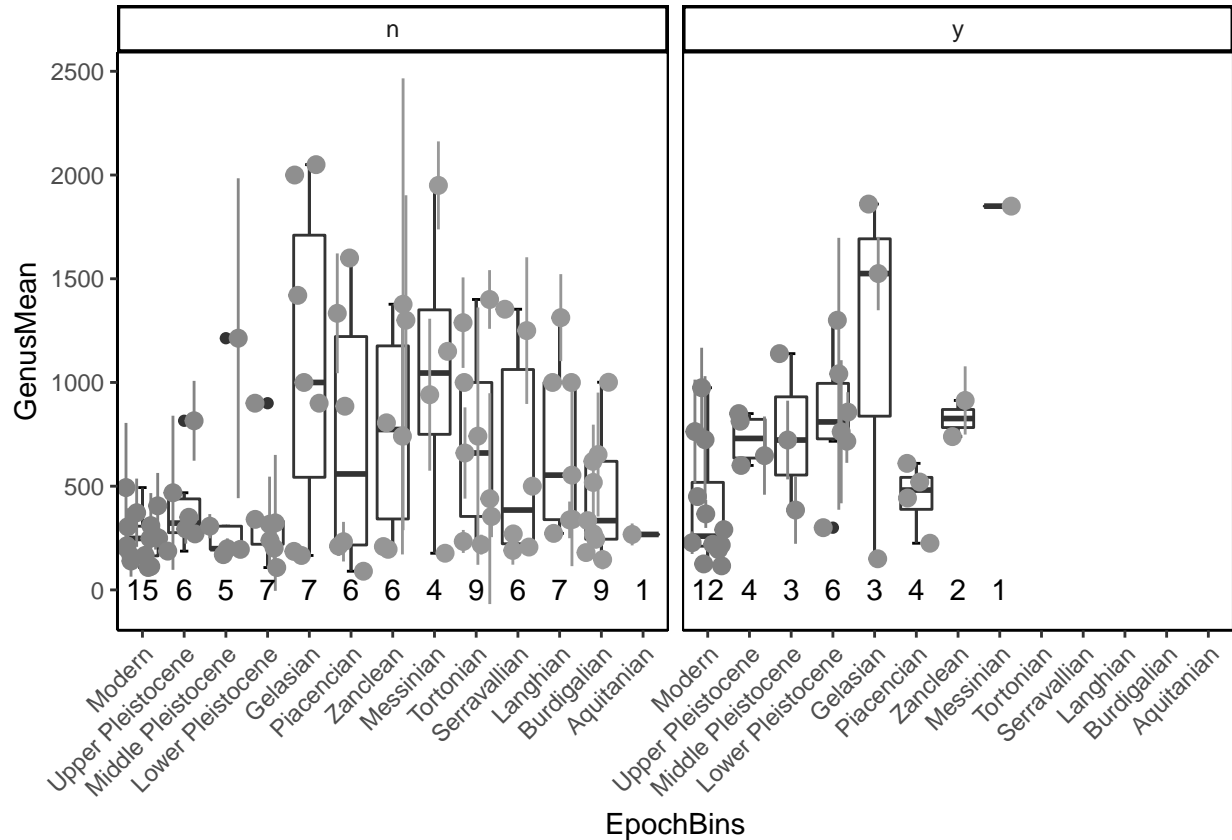 n y
2500
2000
1500
1000
500
0
GenusMean
15 6 5 7 7 6 6 4 9 6 7 9 1
12 4 3 6 3 4 2 1
Modern
Upper Pleistocene
Middle Pleistocene
Lower Pleistocene
Gelasian
Piacencian
Zanclean
Messinian
Tortonian
Serravallian
Langhian
Burdigalian
Aquitanian
Modern
Upper Pleistocene
Middle Pleistocene
Lower Pleistocene
Gelasian
Piacencian
Zanclean
Messinian
Tortonian
Serravallian
Langhian
Burdigalian
Aquitanian
EpochBins